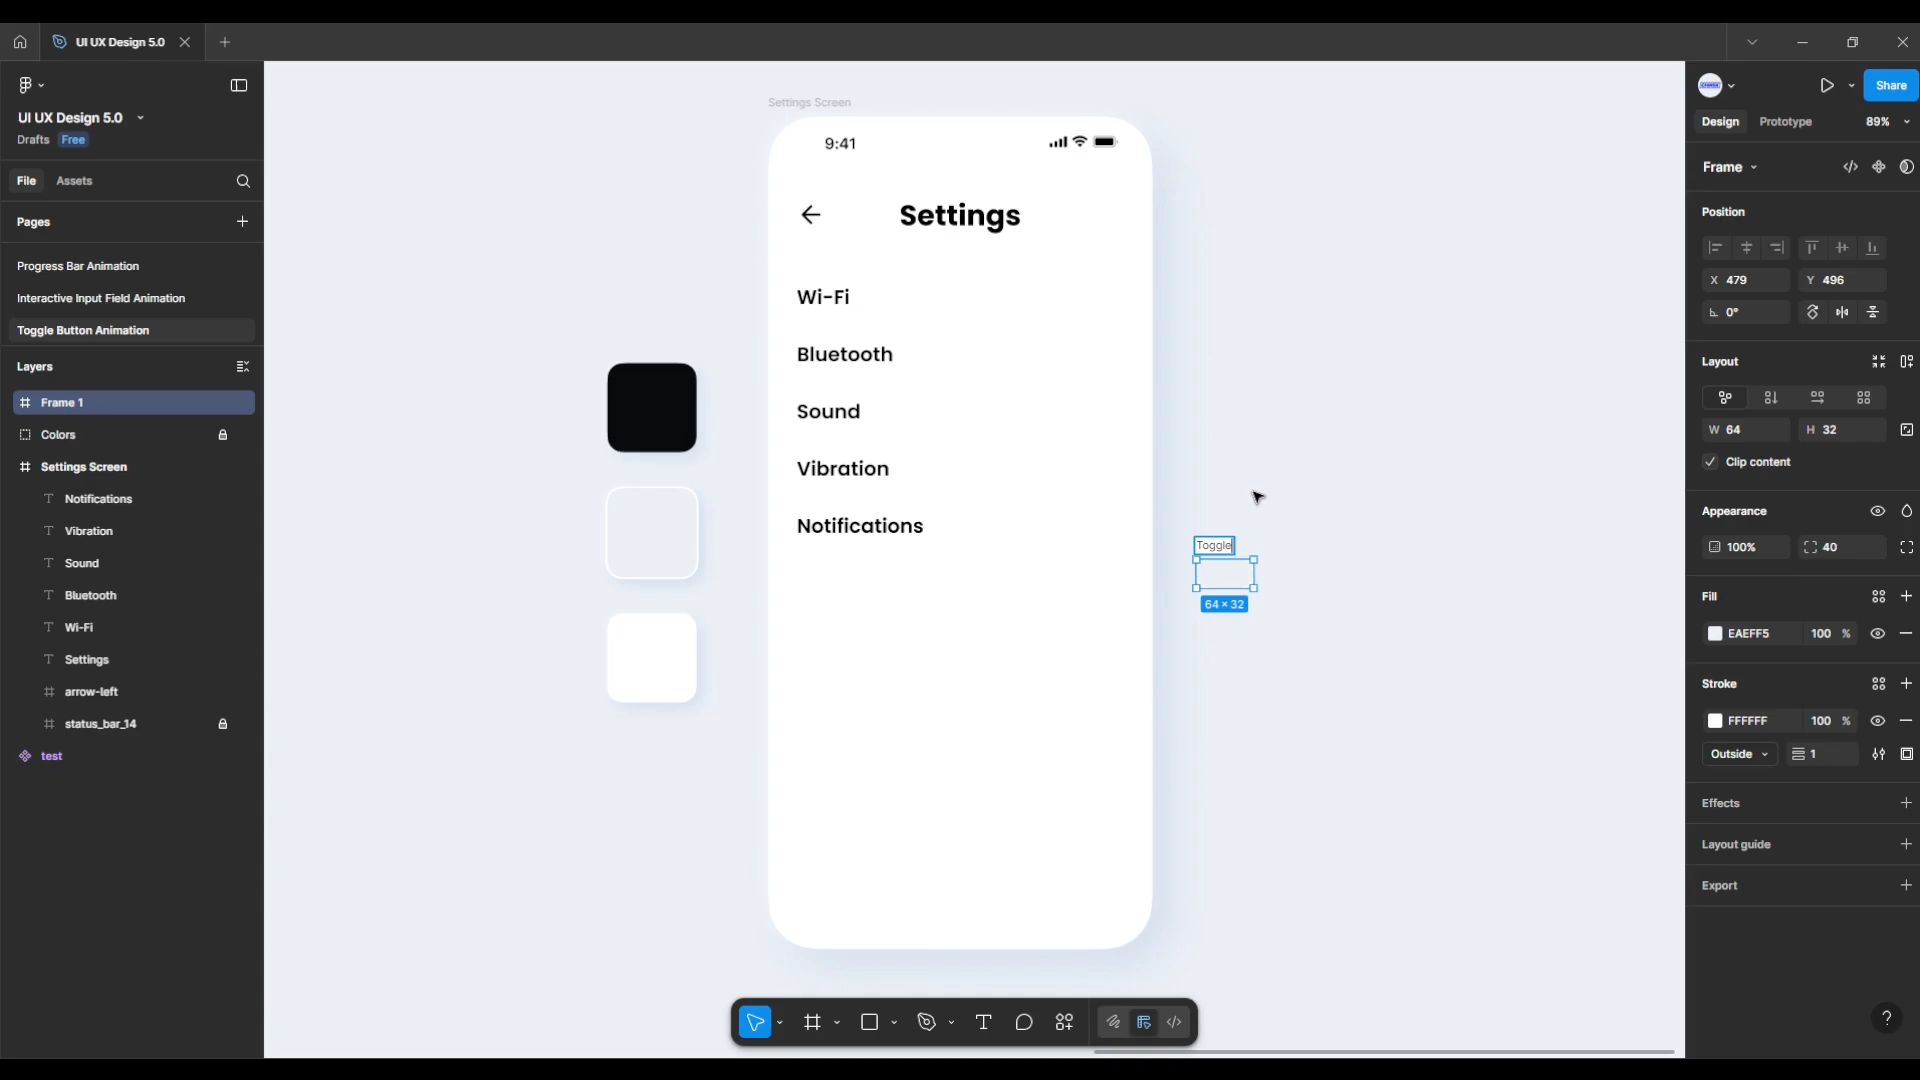 UI UX Design 5.0
UI UX Design 5.0
Drafts Free
File Assets
Pages
Progress Bar Animation
Interactive Input Field Animation
Toggle Button Animation
Layers
Frame 1
Colors
Settings Screen
Notifications
Vibration
Sound
Bluetooth
Wi-Fi
Settings
arrow-left
status_bar_14
test
Settings Screen
9:41
Settings
Wi-Fi
Bluetooth
Sound
Vibration
Notifications
Toggle
64 × 32
Share
Design Prototype 89%
Frame
Position
X 479 Y 496
0°
Layout
W 64 H 32
Clip content
Appearance
100% 40
Fill
EAEFF5 100 %
Stroke
FFFFFF 100 %
Outside 1
Effects
Layout guide
Export
?